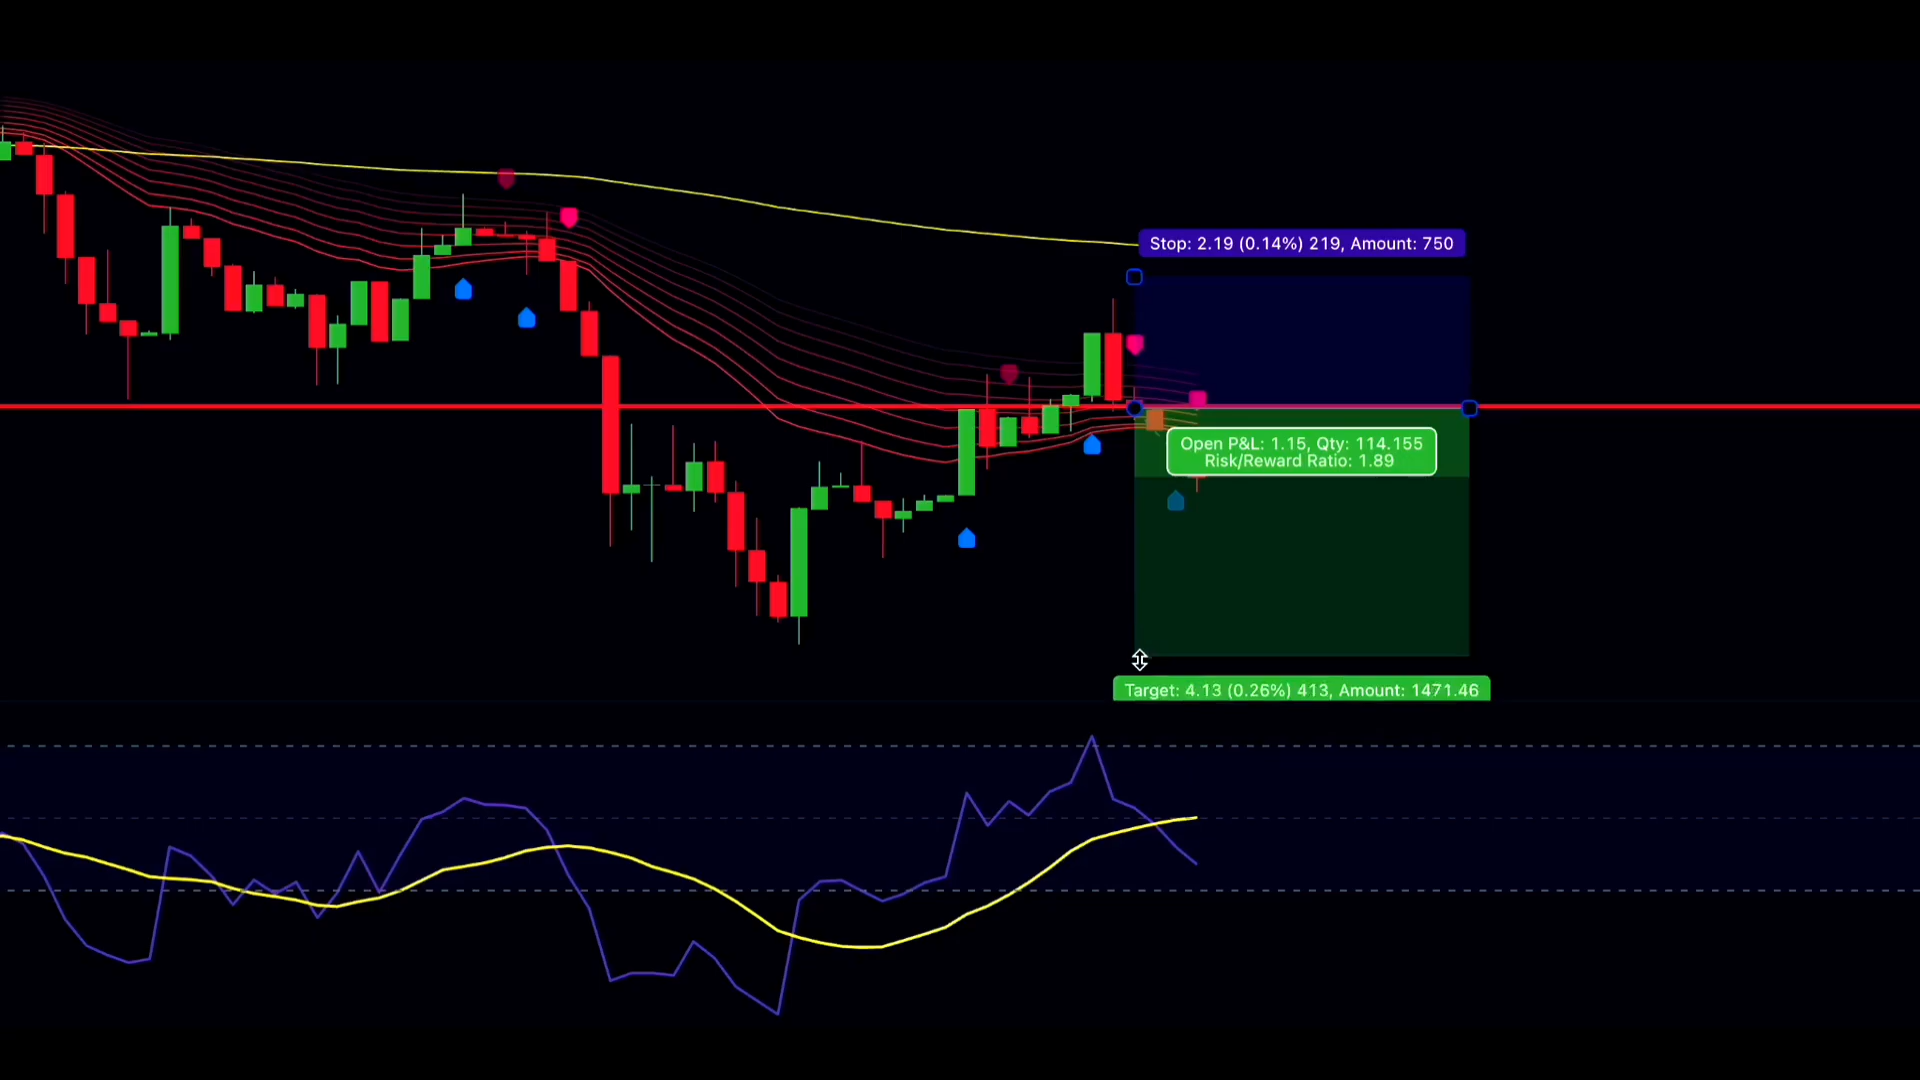 Stop: 2.19 (0.14%) 219, Amount: 750
Open P&L: 1.15, Qty: 114.155
Risk/Reward Ratio: 1.89
Target: 4.13 (0.26%) 413, Amount: 1471.46